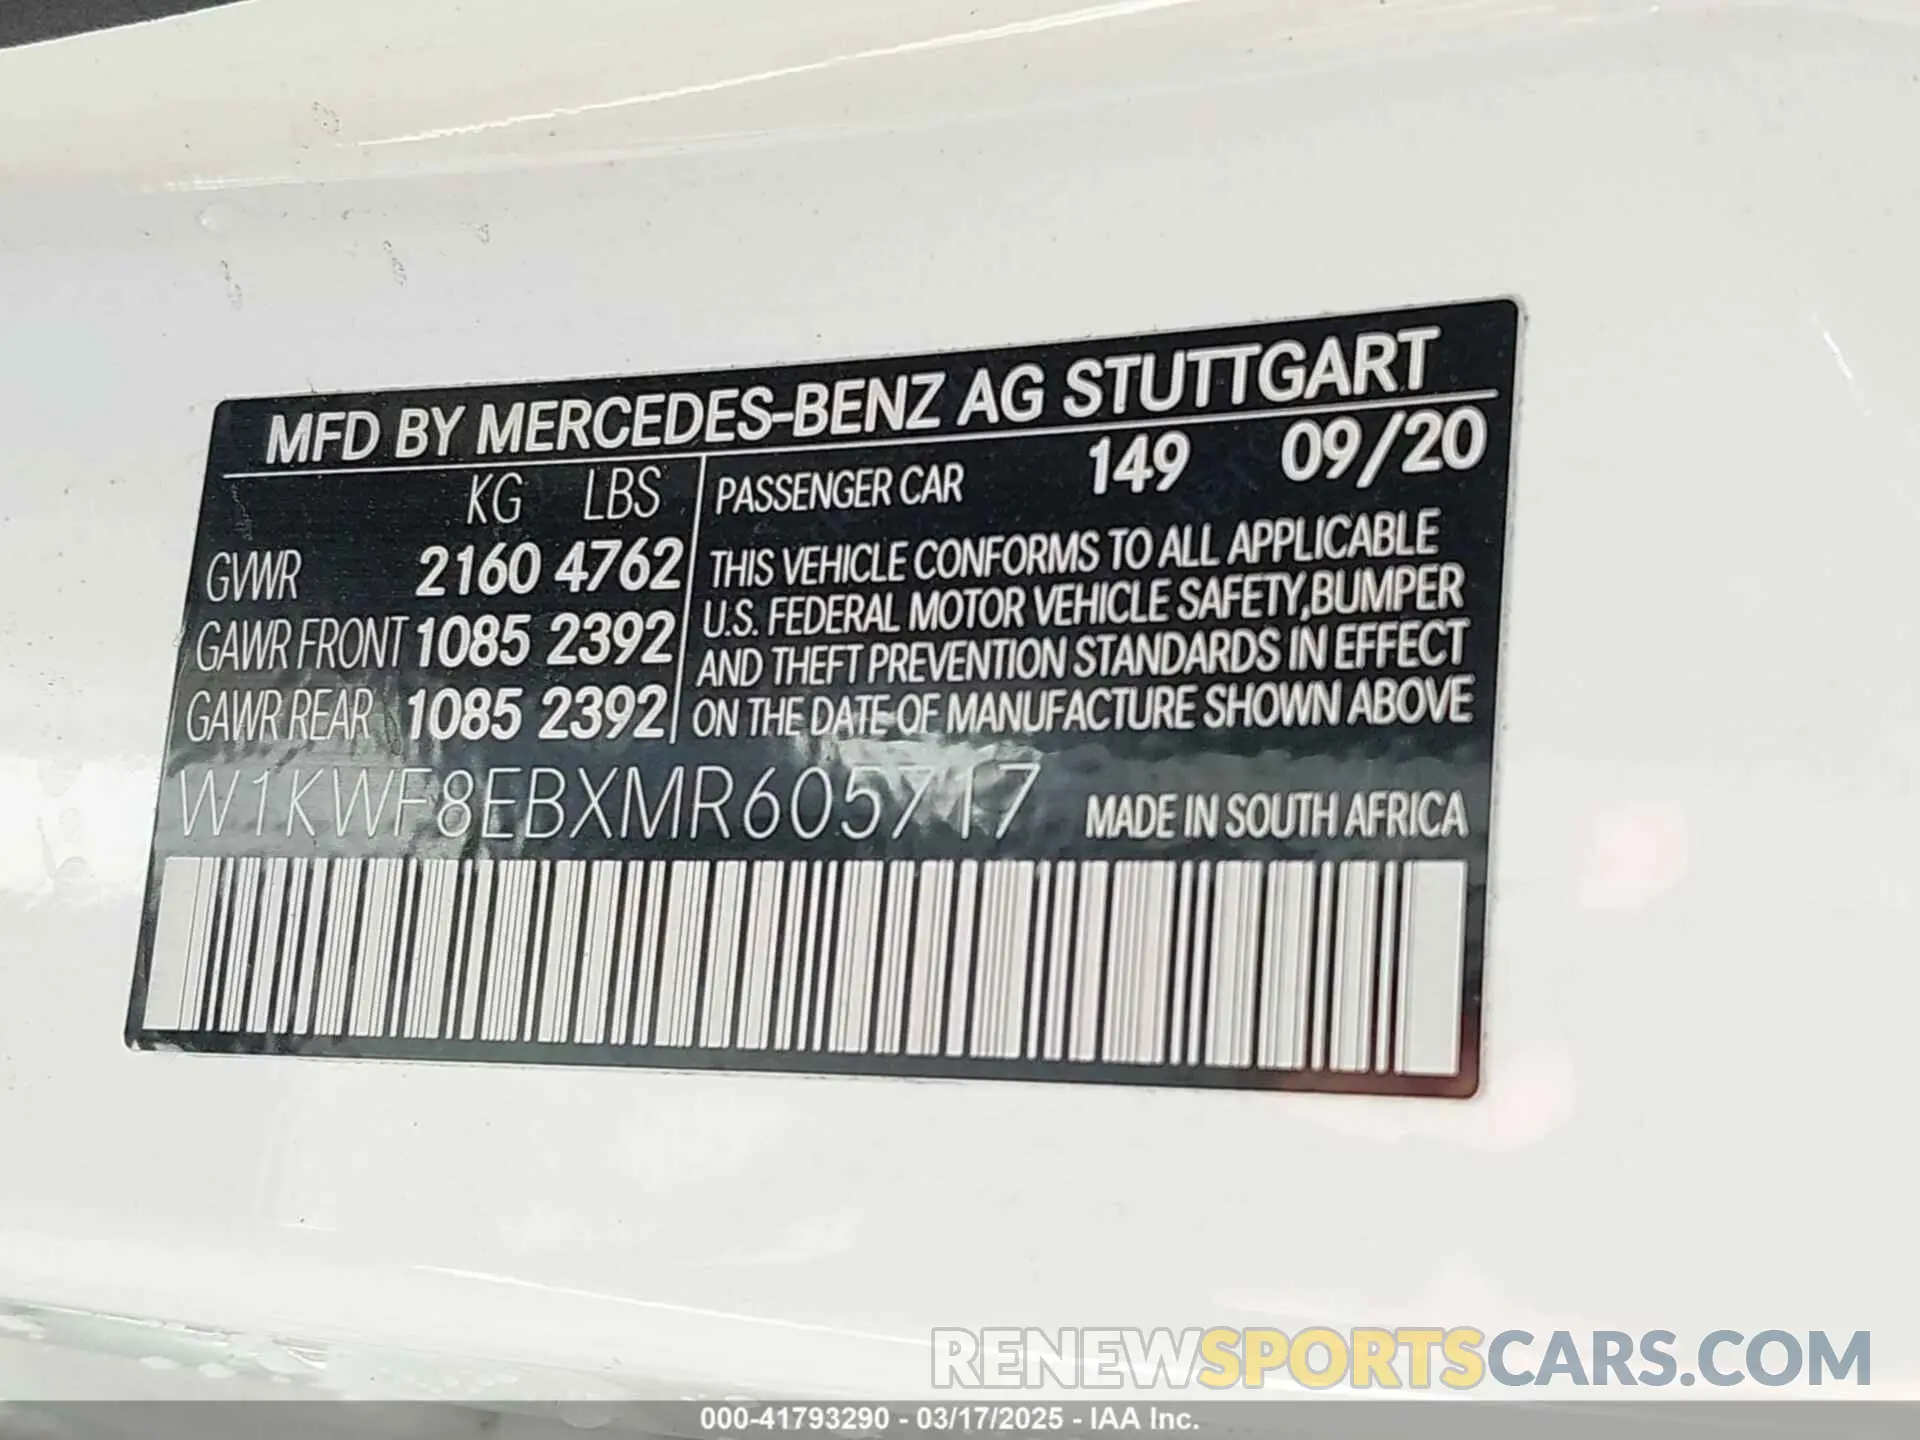 MFD BY MERCEDES-BENZ AG STUTTGART
KG LBS
GVWR 2160 4762
GAWR FRONT 1085 2392
GAWR REAR 1085 2392
PASSENGER CAR 149 09/20
THIS VEHICLE CONFORMS TO ALL APPLICABLE
U.S. FEDERAL MOTOR VEHICLE SAFETY,BUMPER
AND THEFT PREVENTION STANDARDS IN EFFECT
ON THE DATE OF MANUFACTURE SHOWN ABOVE
W1KWF8EBXMR605717 MADE IN SOUTH AFRICA
RENEWSPORTSCARS.COM
000-41793290 - 03/17/2025 - IAA Inc.